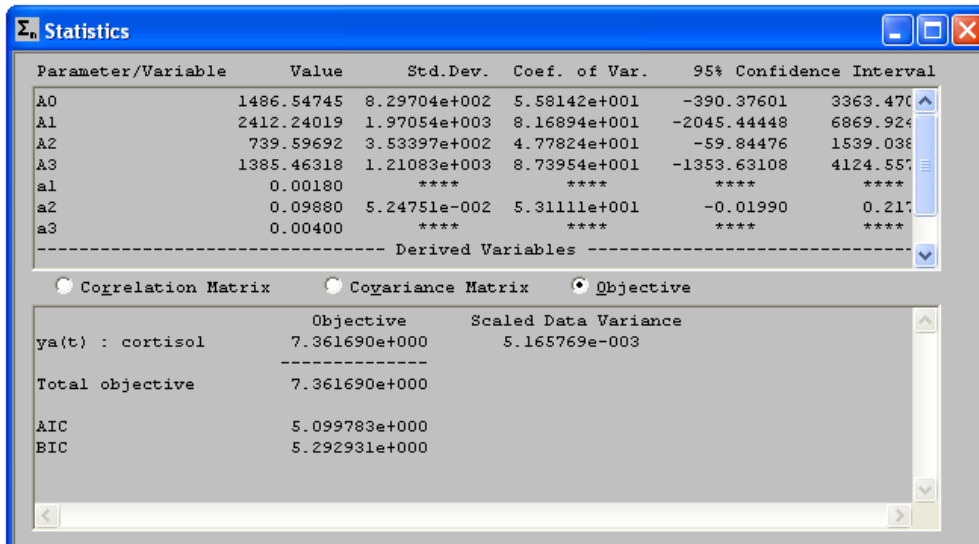 Σn Statistics
Parameter/Variable Value Std.Dev. Coef. of Var. 95% Confidence Interval
A0 1486.54745 8.29704e+002 5.58142e+001 -390.37601 3363.470
A1 2412.24019 1.97054e+003 8.16894e+001 -2045.44448 6869.924
A2 739.59692 3.53397e+002 4.77824e+001 -59.84476 1539.038
A3 1385.46318 1.21083e+003 8.73954e+001 -1353.63108 4124.557
a1 0.00180 **** **** **** ****
a2 0.09880 5.24751e-002 5.31111e+001 -0.01990 0.217
a3 0.00400 **** **** **** ****
-------------------------------- Derived Variables ------------------------------
Correlation Matrix Covariance Matrix Objective
Objective Scaled Data Variance
ya(t) : cortisol 7.361690e+000 5.165769e-003
--------------
Total objective 7.361690e+000
AIC 5.099783e+000
BIC 5.292931e+000